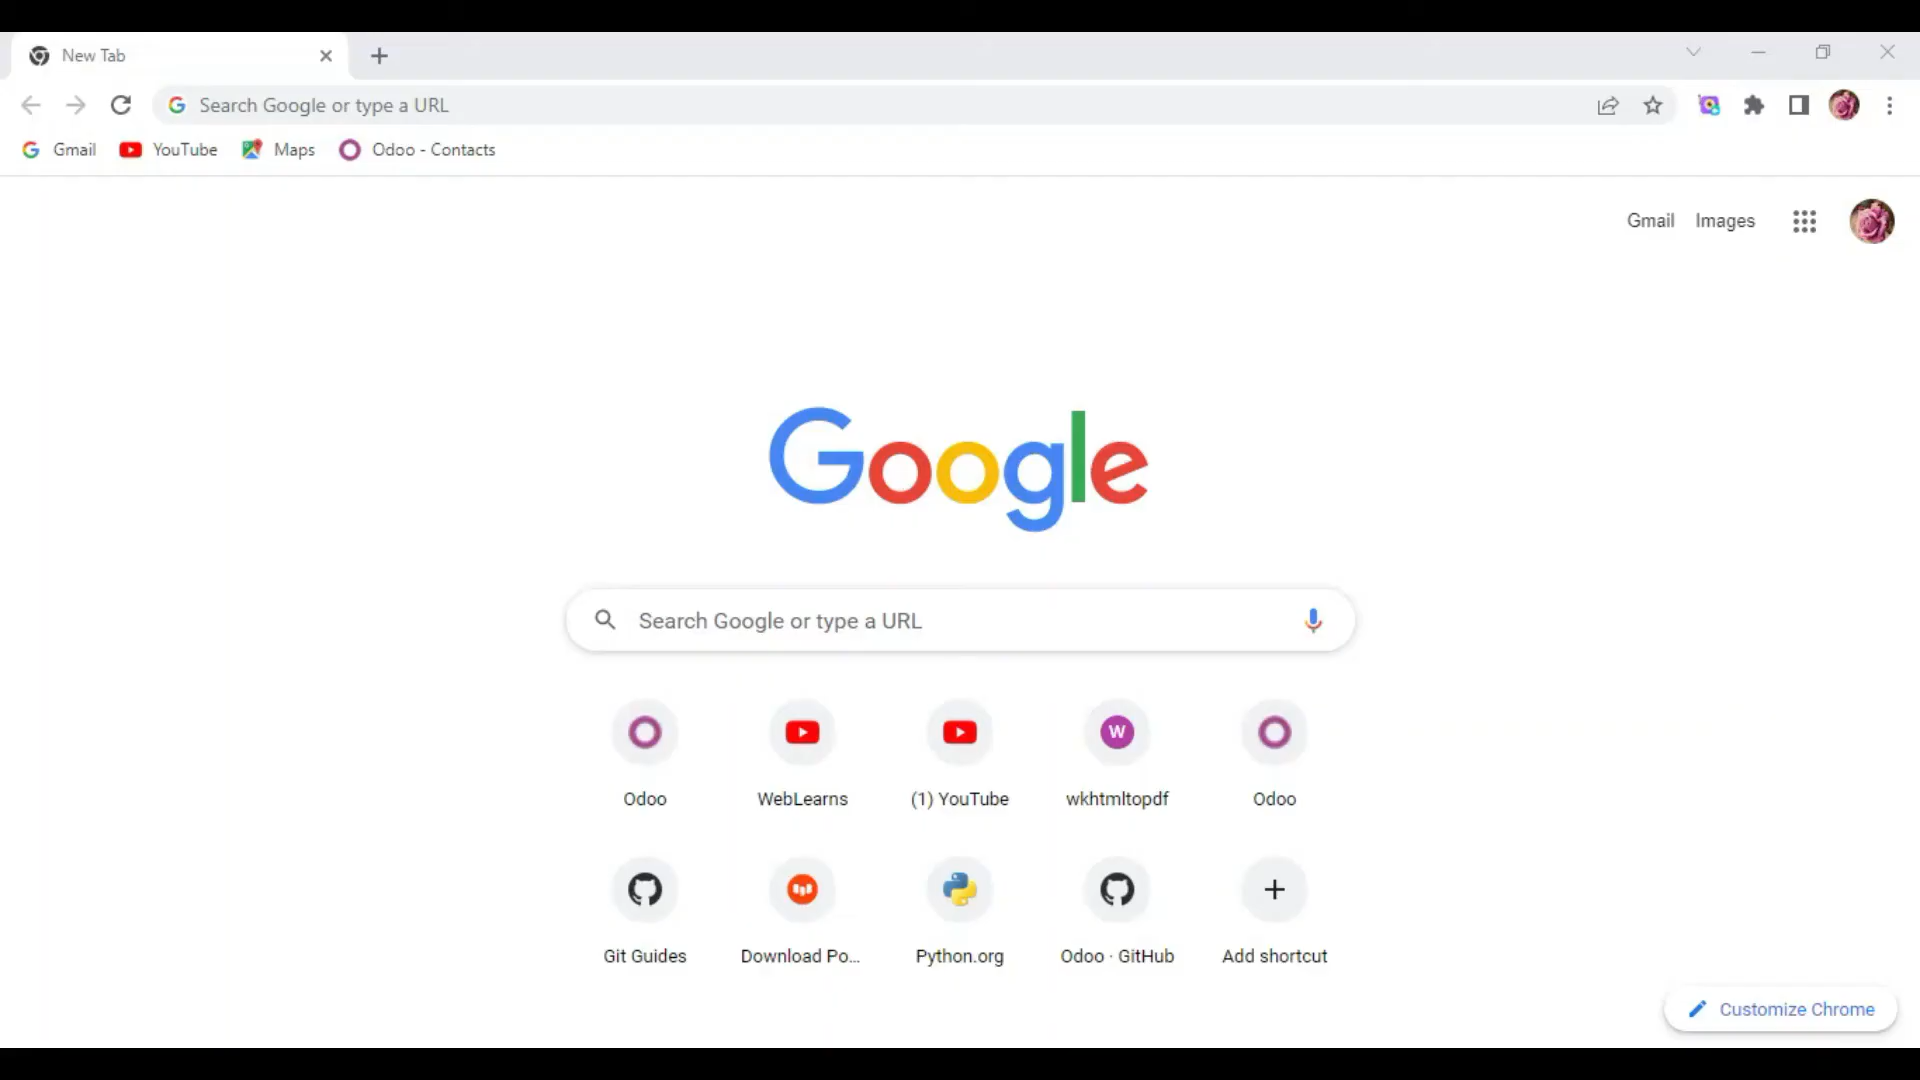 New Tab
Search Google or type a URL
Gmail YouTube Maps Odoo - Contacts
Gmail Images
Google
Search Google or type a URL
W
Odoo WebLearns (1) YouTube wkhtmltopdf Odoo
Git Guides Download Po... Python.org Odoo · GitHub Add shortcut
Customize Chrome